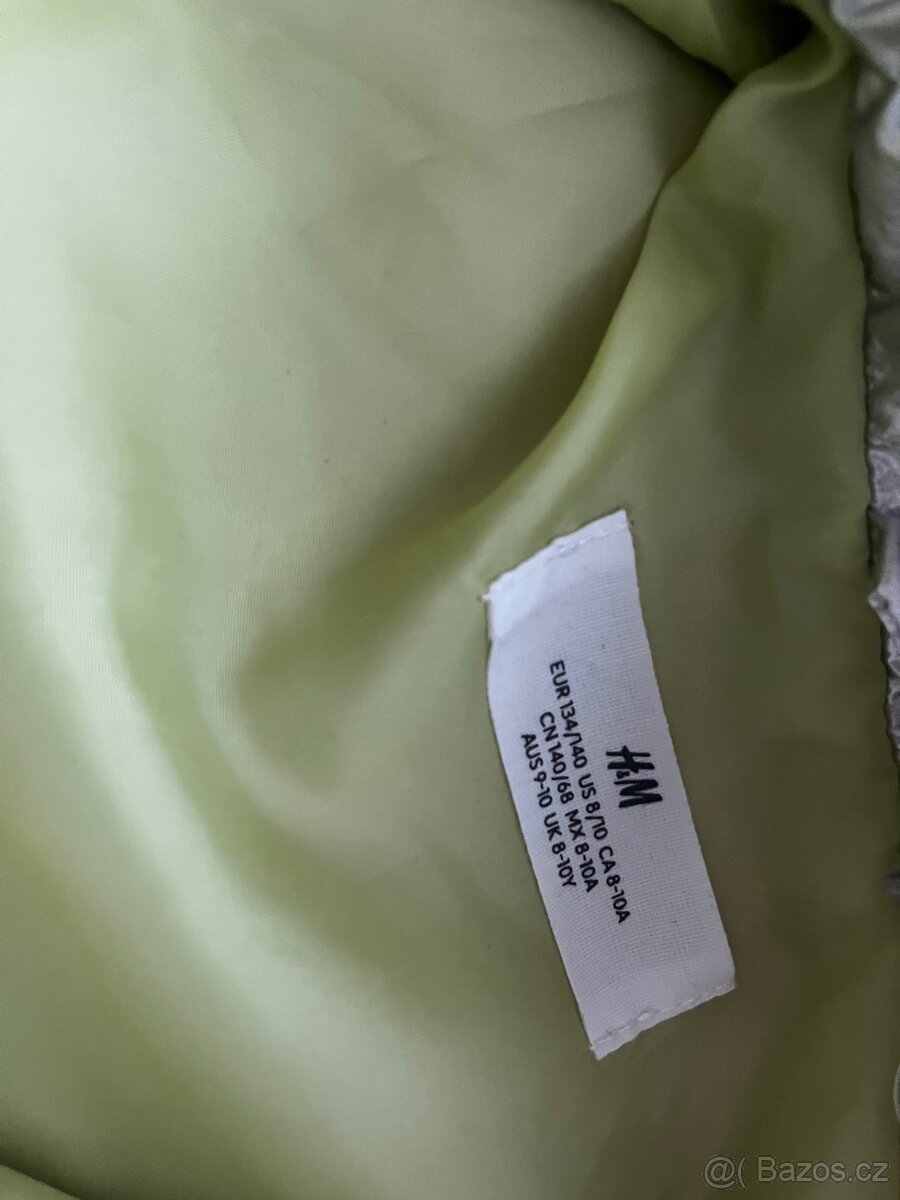 H&M
EUR 134/140 US 8/10 CA 8-10A
CN 140/68 MX 8-10A
AUS 9-10 UK 8-10Y
@( Bazos.cz